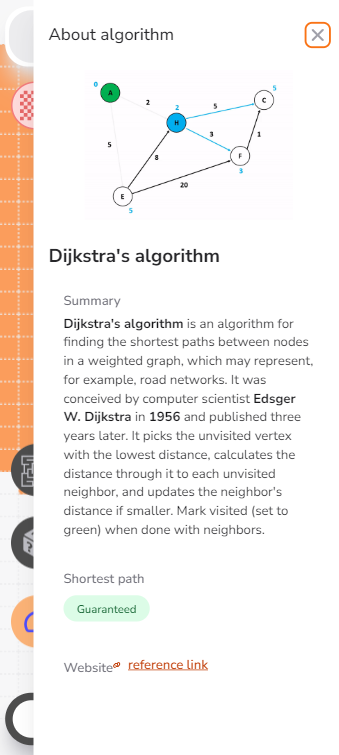 About algorithm
0
A
2
2
H
5
5
C
3
1
5
8
F
3
20
E
5
Dijkstra's algorithm
Summary
Dijkstra's algorithm is an algorithm for
finding the shortest paths between nodes
in a weighted graph, which may represent,
for example, road networks. It was
conceived by computer scientist Edsger
W. Dijkstra in 1956 and published three
years later. It picks the unvisited vertex
with the lowest distance, calculates the
distance through it to each unvisited
neighbor, and updates the neighbor's
distance if smaller. Mark visited (set to
green) when done with neighbors.
Shortest path
Guaranteed
Website reference link